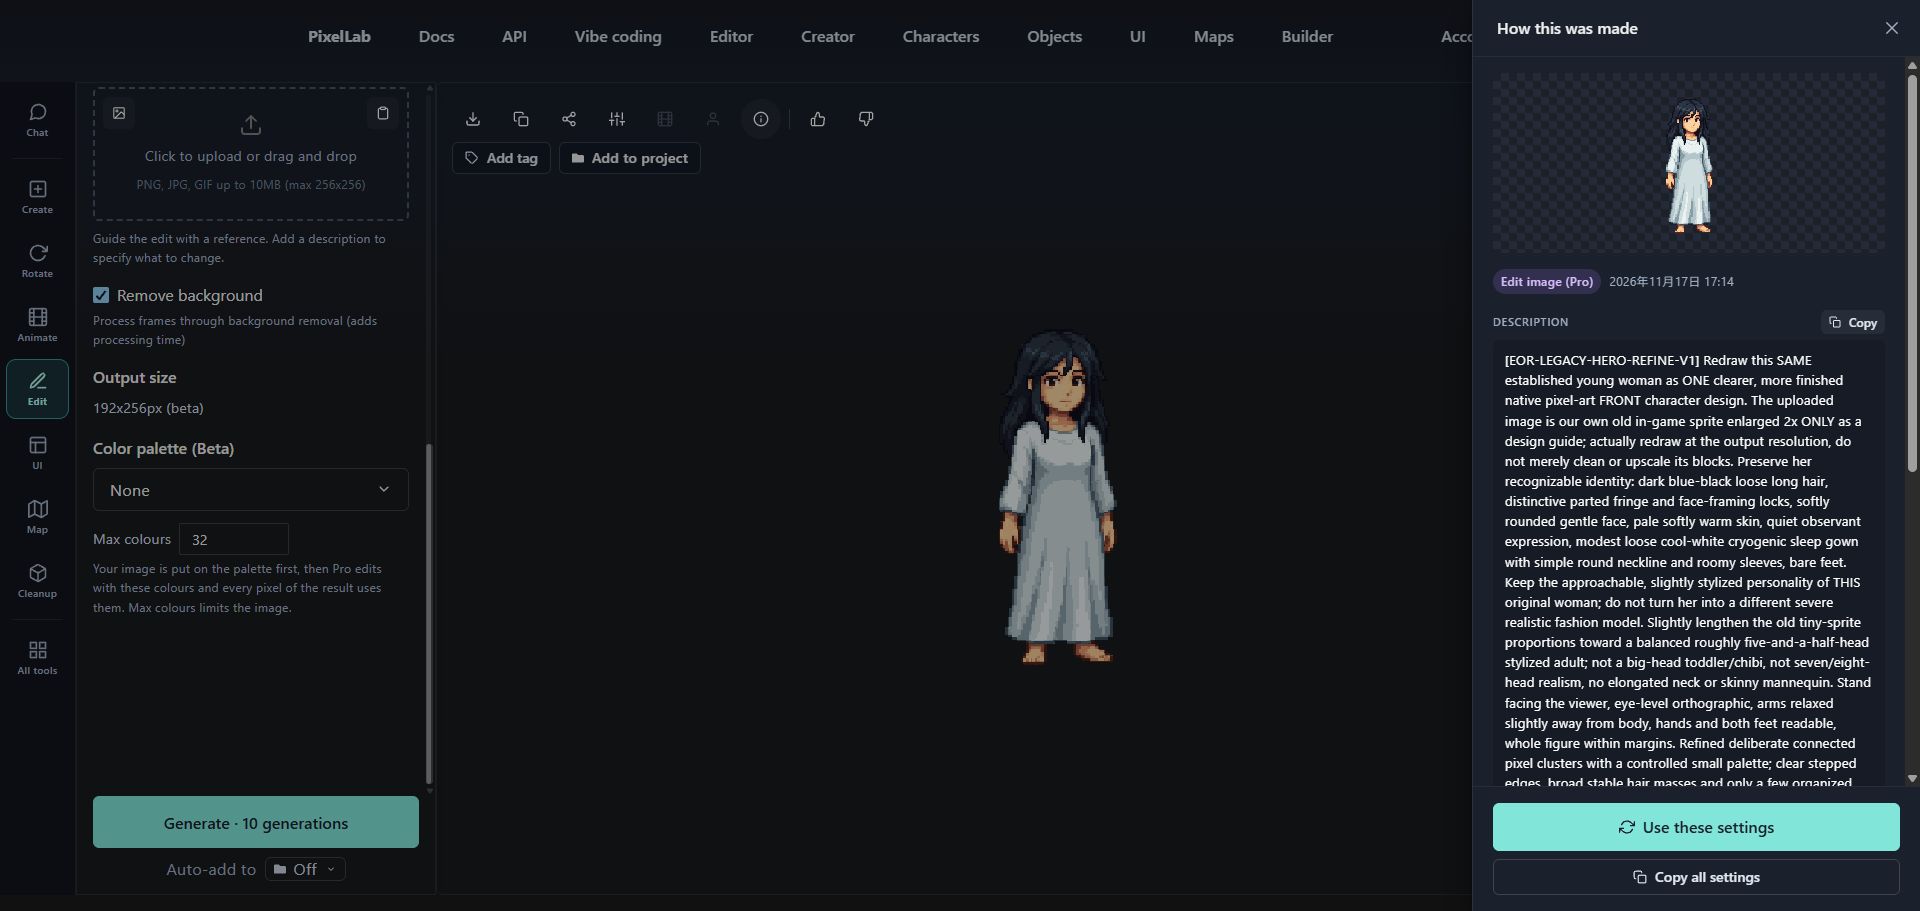 PixelLab Docs API Vibe coding Editor Creator Characters Objects UI Maps Builder
Chat
Create
Rotate
Animate
Edit
UI
Map
Cleanup
All tools
Click to upload or drag and drop
PNG, JPG, GIF up to 10MB (max 256x256)
Guide the edit with a reference. Add a description to
specify what to change.
Remove background
Process frames through background removal (adds
processing time)
Output size
192x256px (beta)
Color palette (Beta)
None
Max colours 32
Your image is put on the palette first, then Pro edits
with these colours and every pixel of the result uses
them. Max colours limits the image.
Generate · 10 generations
Auto-add to Off
Add tag Add to project
How this was made
Edit image (Pro) 2026年11月17日 17:14
DESCRIPTION Copy
[EOR-LEGACY-HERO-REFINE-V1] Redraw this SAME
established young woman as ONE clearer, more finished
native pixel-art FRONT character design. The uploaded
image is our own old in-game sprite enlarged 2x ONLY as a
design guide; actually redraw at the output resolution, do
not merely clean or upscale its blocks. Preserve her
recognizable identity: dark blue-black loose long hair,
distinctive parted fringe and face-framing locks, softly
rounded gentle face, pale softly warm skin, quiet observant
expression, modest loose cool-white cryogenic sleep gown
with simple round neckline and roomy sleeves, bare feet.
Keep the approachable, slightly stylized personality of THIS
original woman; do not turn her into a different severe
realistic fashion model. Slightly lengthen the old tiny-sprite
proportions toward a balanced roughly five-and-a-half-head
stylized adult; not a big-head toddler/chibi, not seven/eight-
head realism, no elongated neck or skinny mannequin. Stand
facing the viewer, eye-level orthographic, arms relaxed
slightly away from body, hands and both feet readable,
whole figure within margins. Refined deliberate connected
pixel clusters with a controlled small palette; clear stepped
edges, broad stable hair masses and only a few organized
Use these settings
Copy all settings